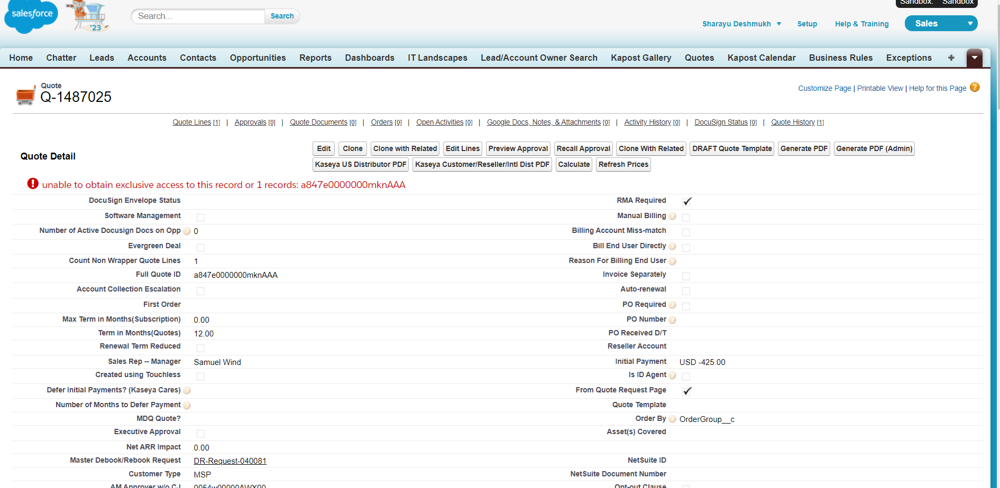 Sandbox: Sandbox
salesforce
'23
Search...
Search
Sharayu Deshmukh
Setup
Help & Training
Sales
Home
Chatter
Leads
Accounts
Contacts
Opportunities
Reports
Dashboards
IT Landscapes
Lead/Account Owner Search
Kapost Gallery
Quotes
Kapost Calendar
Business Rules
Exceptions
+
Quote
Q-1487025
Customize Page | Printable View | Help for this Page ?
Quote Lines [1] | Approvals [0] | Quote Documents [0] | Orders [0] | Open Activities [0] | Google Docs, Notes, & Attachments [0] | Activity History [0] | DocuSign Status [0] | Quote History [1]
Quote Detail
Edit Clone Clone with Related Edit Lines Preview Approval Recall Approval Clone With Related DRAFT Quote Template Generate PDF Generate PDF (Admin)
Kaseya US Distributor PDF Kaseya Customer/Reseller/Intl Dist PDF Calculate Refresh Prices
! unable to obtain exclusive access to this record or 1 records: a847e0000000mknAAA
DocuSign Envelope Status
RMA Required
Software Management
Manual Billing ?
Number of Active Docusign Docs on Opp ? 0
Billing Account Miss-match
Evergreen Deal
Bill End User Directly ?
Count Non Wrapper Quote Lines 1
Reason For Billing End User ?
Full Quote ID a847e0000000mknAAA
Invoice Separately
Account Collection Escalation
Auto-renewal
First Order
PO Required ?
Max Term in Months(Subscription) 0.00
PO Number ?
Term in Months(Quotes) 12.00
PO Received D/T
Renewal Term Reduced
Reseller Account
Sales Rep -- Manager Samuel Wind
Initial Payment USD -425.00
Created using Touchless
Is ID Agent ?
Defer Initial Payments? (Kaseya Cares) ?
From Quote Request Page
Number of Months to Defer Payment ?
Quote Template
MDQ Quote?
Order By ? OrderGroup__c
Executive Approval
Asset(s) Covered
Net ARR Impact 0.00
Master Debook/Rebook Request DR-Request-040081
NetSuite ID
Customer Type MSP
NetSuite Document Number
AM Approver w/o CJ 0054w00000AWX00
Opt-out Clause